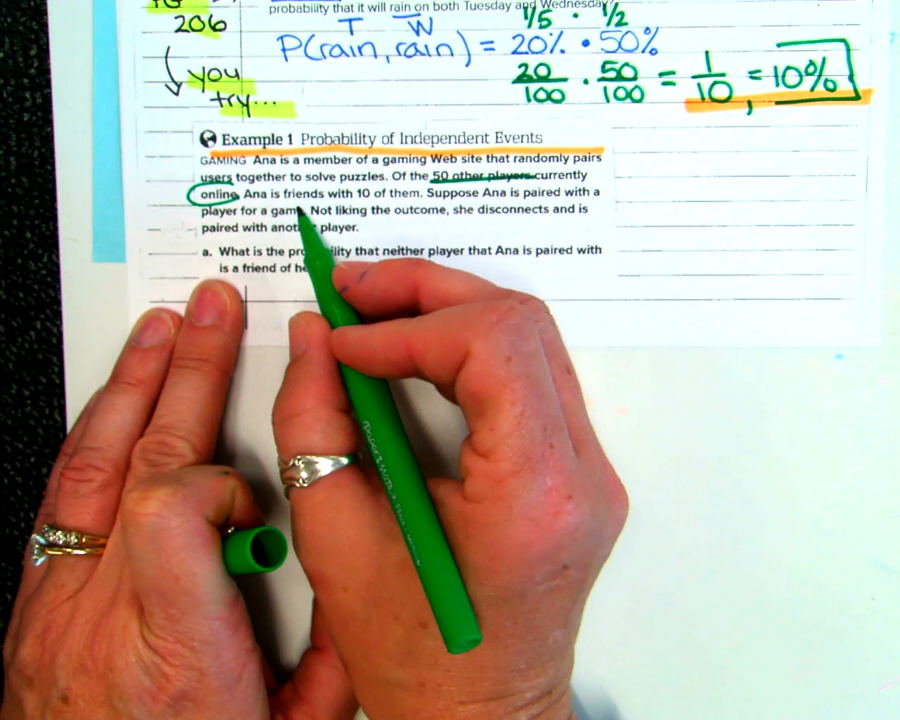 probability that it will rain on both Tuesday and Wednesday?
206
1/5 · 1/2
T W
P(rain, rain) = 20% · 50%
you
try...
20/100 · 50/100 = 1/10 = 10%
Example 1 Probability of Independent Events
GAMING Ana is a member of a gaming Web site that randomly pairs
users together to solve puzzles. Of the 50 other players currently
online, Ana is friends with 10 of them. Suppose Ana is paired with a
player for a game. Not liking the outcome, she disconnects and is
paired with another player.
a. What is the probability that neither player that Ana is paired with
is a friend of